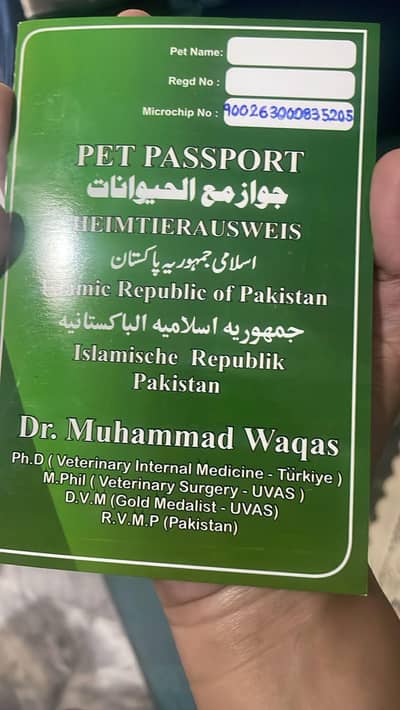 Pet Name:
Regd No :
Microchip No : 900263000835205
PET PASSPORT
جواز مع الحيوانات
HEIMTIERAUSWEIS
اسلامی جمہوریہ پاکستان
Islamic Republic of Pakistan
جمهوريه اسلاميه الباكستانيه
Islamische Republik
Pakistan
Dr. Muhammad Waqas
Ph.D ( Veterinary Internal Medicine - Türkiye )
M.Phil ( Veterinary Surgery - UVAS )
D.V.M (Gold Medalist - UVAS)
R.V.M.P (Pakistan)